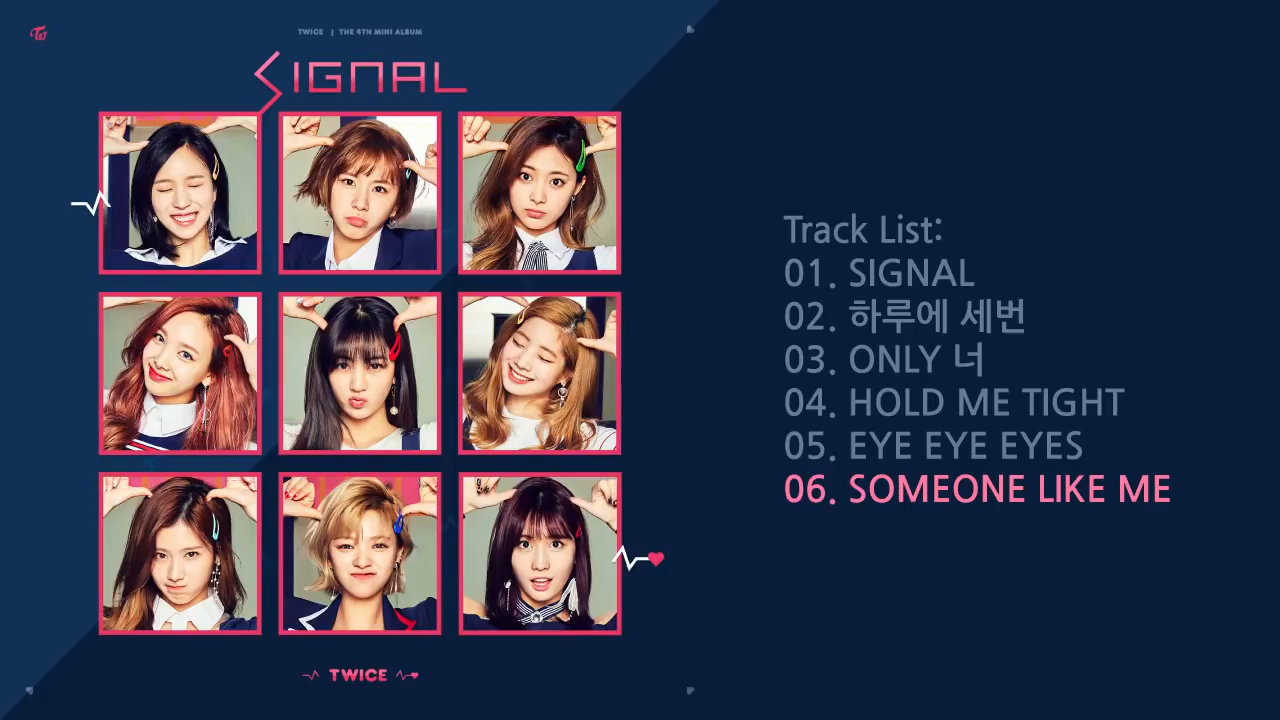 TW
TWICE | THE 4TH MINI ALBUM
SIGNAL
TWICE
Track List:
01. SIGNAL
02. 하루에 세번
03. ONLY 너
04. HOLD ME TIGHT
05. EYE EYE EYES
06. SOMEONE LIKE ME